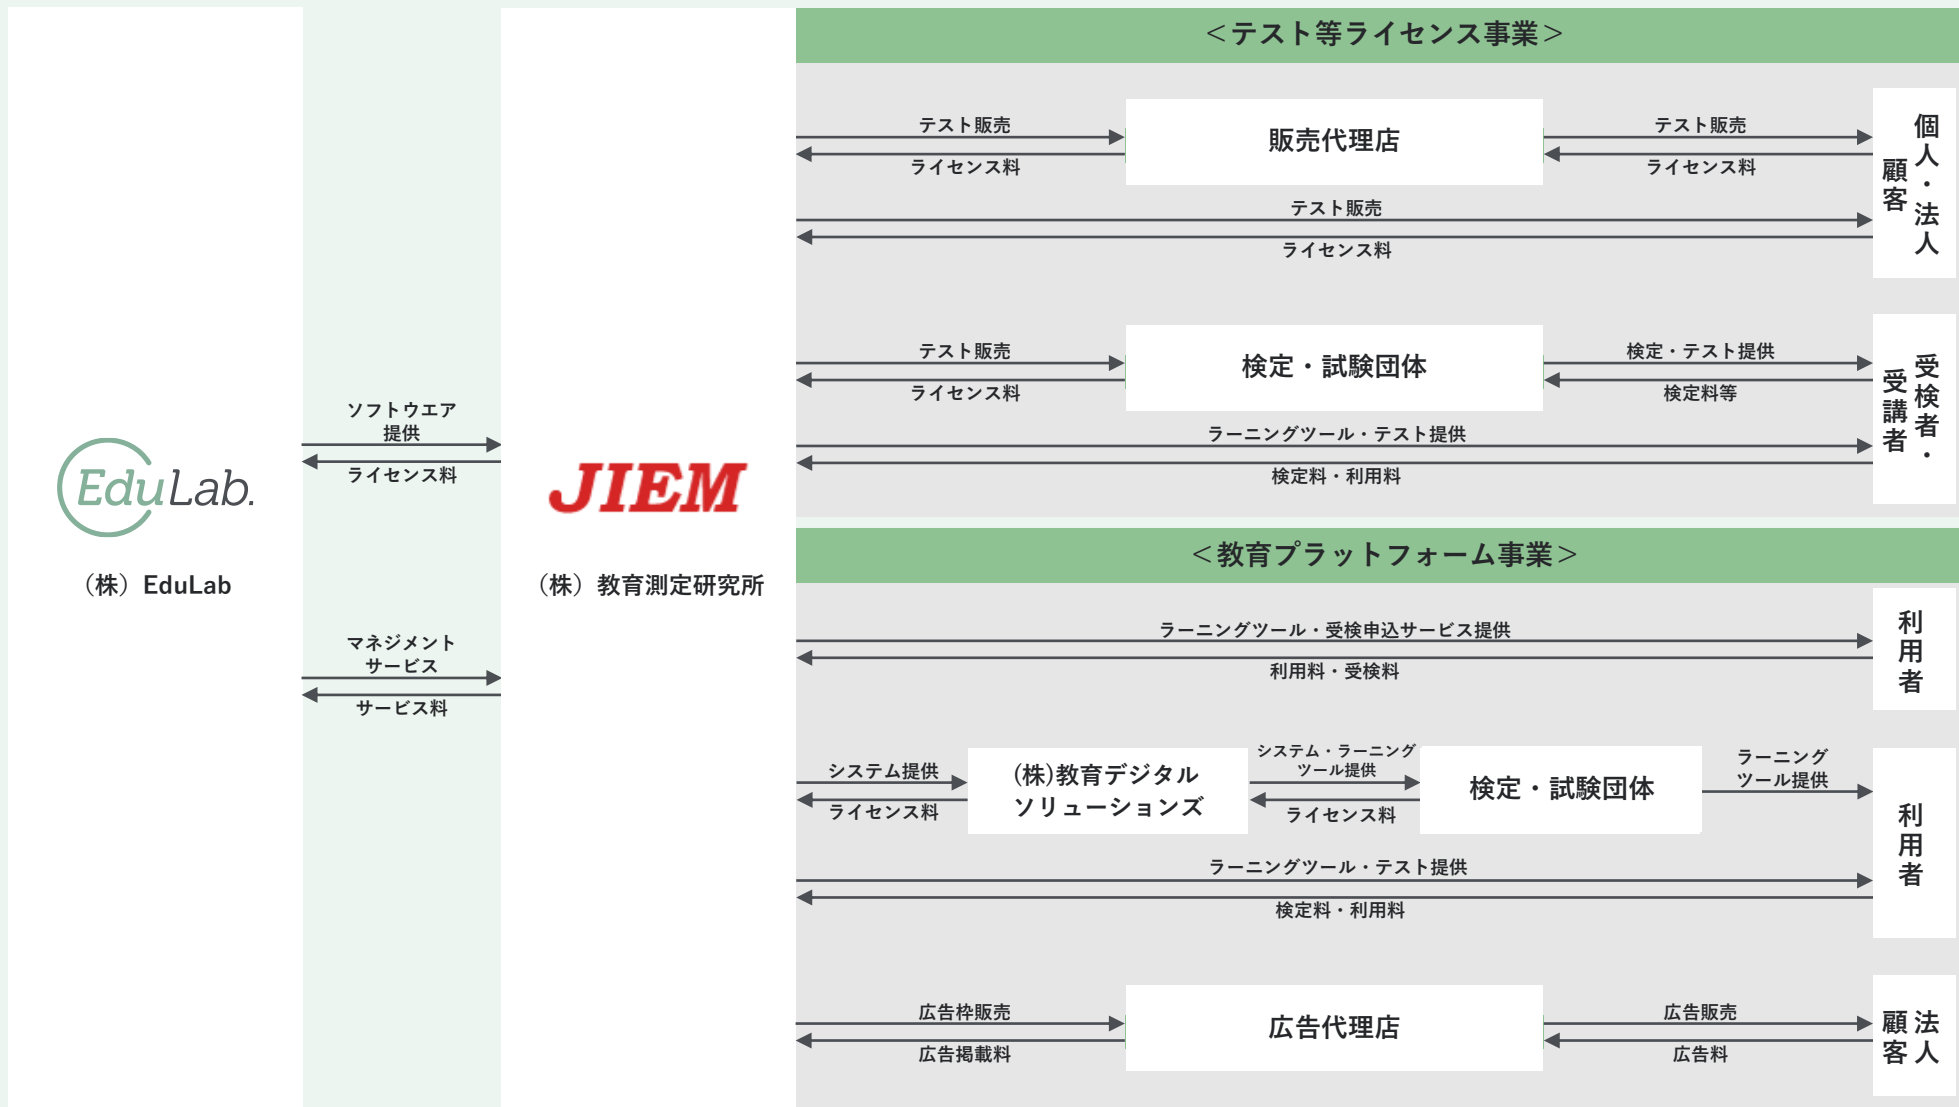 EduLab.
（株）EduLab
ソフトウエア
提供
ライセンス料
マネジメント
サービス
サービス料
JIEM
（株）教育測定研究所
＜テスト等ライセンス事業＞
テスト販売
ライセンス料
販売代理店
テスト販売
ライセンス料
テスト販売
ライセンス料
個人・法人
顧客
テスト販売
ライセンス料
検定・試験団体
検定・テスト提供
検定料等
ラーニングツール・テスト提供
検定料・利用料
受検者・
受講者
＜教育プラットフォーム事業＞
ラーニングツール・受検申込サービス提供
利用料・受検料
利用者
システム提供
ライセンス料
(株)教育デジタル
ソリューションズ
システム・ラーニング
ツール提供
ライセンス料
検定・試験団体
ラーニング
ツール提供
ラーニングツール・テスト提供
検定料・利用料
利用者
広告枠販売
広告掲載料
広告代理店
広告販売
広告料
法人
顧客